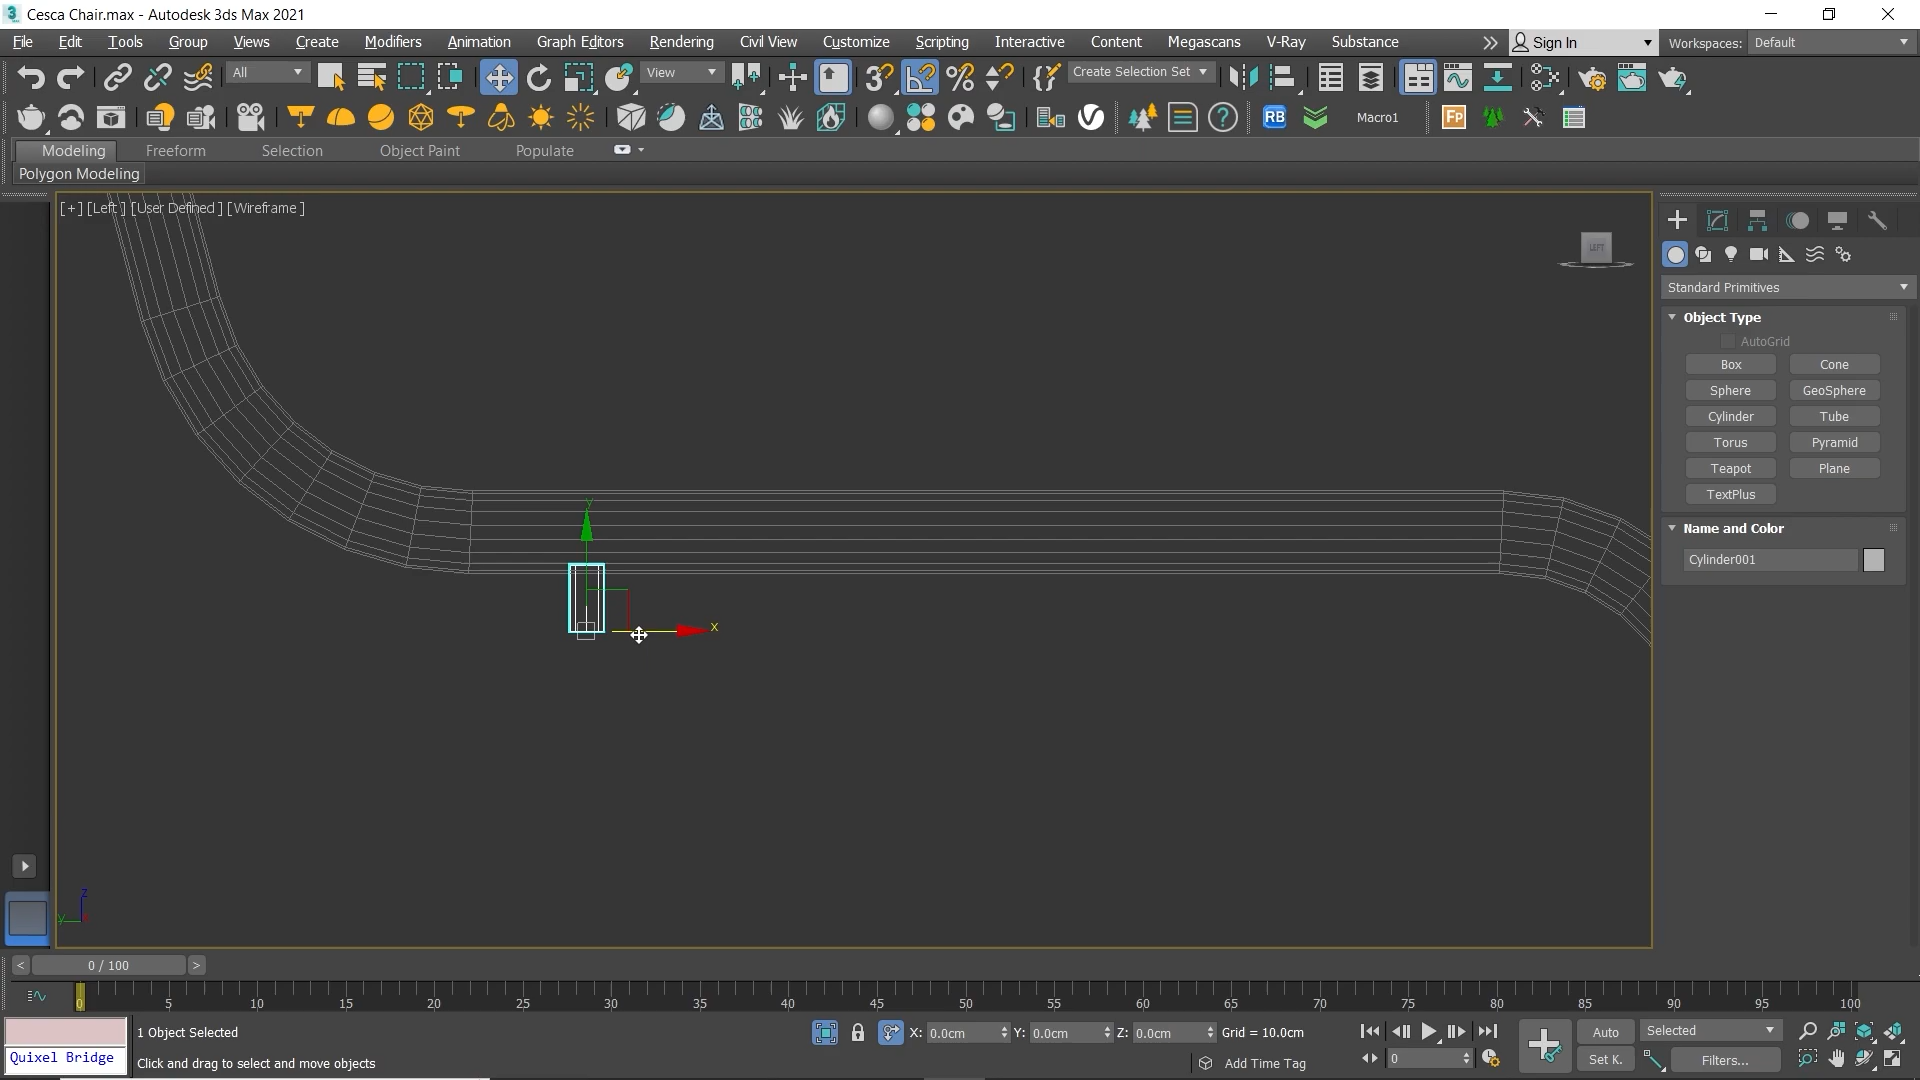 Cesca Chair.max - Autodesk 3ds Max 2021
File Edit Tools Group Views Create Modifiers Animation Graph Editors Rendering Civil View Customize Scripting Interactive Content Megascans V-Ray Substance
Sign In
Workspaces: Default
All
View
Create Selection Set
RB
Macro1
Fp
Modeling Freeform Selection Object Paint Populate
Polygon Modeling
[+] [Left ] [User Defined ] [Wireframe ]
LEFT
Standard Primitives
Object Type
AutoGrid
Box Cone
Sphere GeoSphere
Cylinder Tube
Torus Pyramid
Teapot Plane
TextPlus
Name and Color
Cylinder001
y
x
z
y
0 / 100
0 5 10 15 20 25 30 35 40 45 50 55 60 65 70 75 80 85 90 95 100
1 Object Selected
X: 0.0cm Y: 0.0cm Z: 0.0cm Grid = 10.0cm
Auto
Selected
Quixel Bridge
Click and drag to select and move objects
Add Time Tag
0
Set K.
Filters...